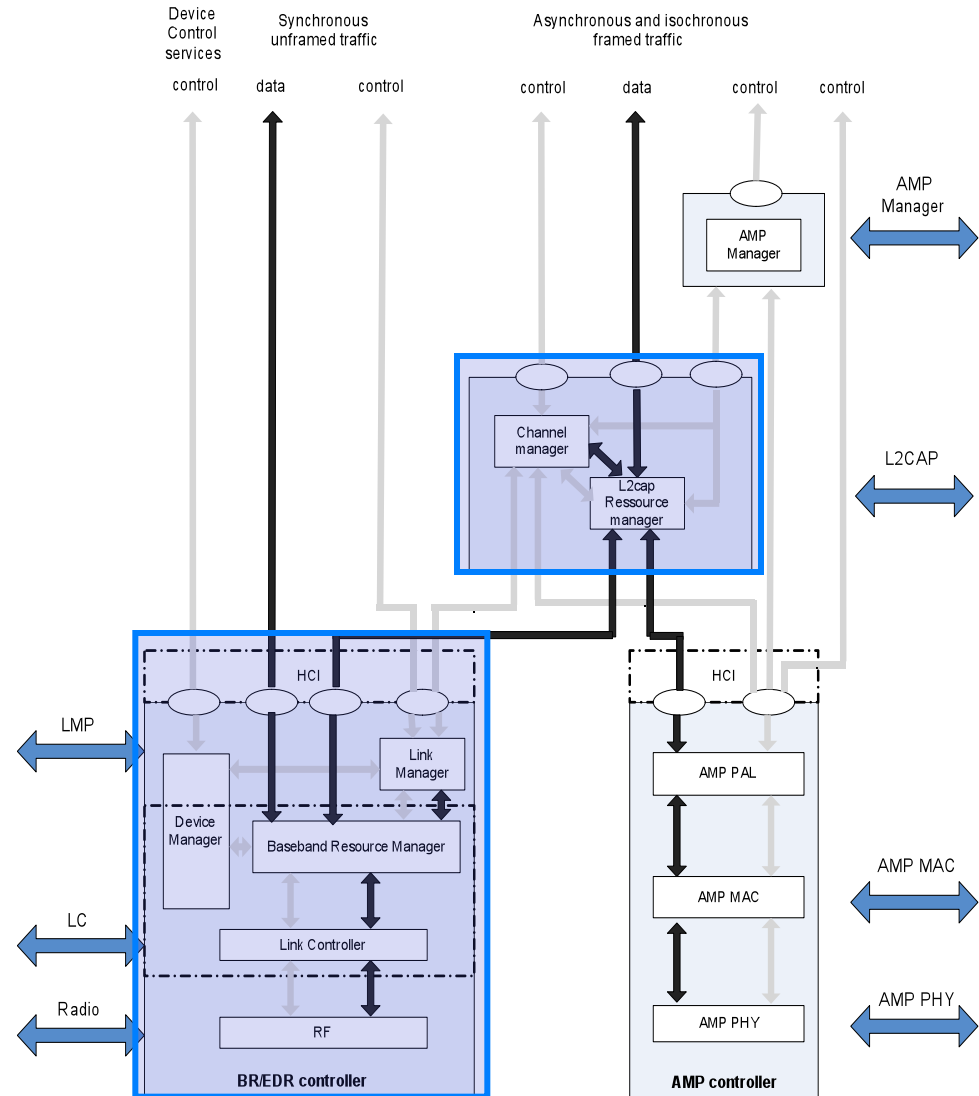 Device
Control
services
Synchronous
unframed traffic
Asynchronous and isochronous
framed traffic
control
data
control
control
data
control
control
AMP
Manager
AMP
Manager
Channel
manager
L2cap
Ressource
manager
L2CAP
HCI
HCI
LMP
Link
Manager
AMP PAL
Device
Manager
Baseband Resource Manager
AMP MAC
AMP MAC
LC
Link Controller
Radio
RF
AMP PHY
AMP PHY
BR/EDR controller
AMP controller